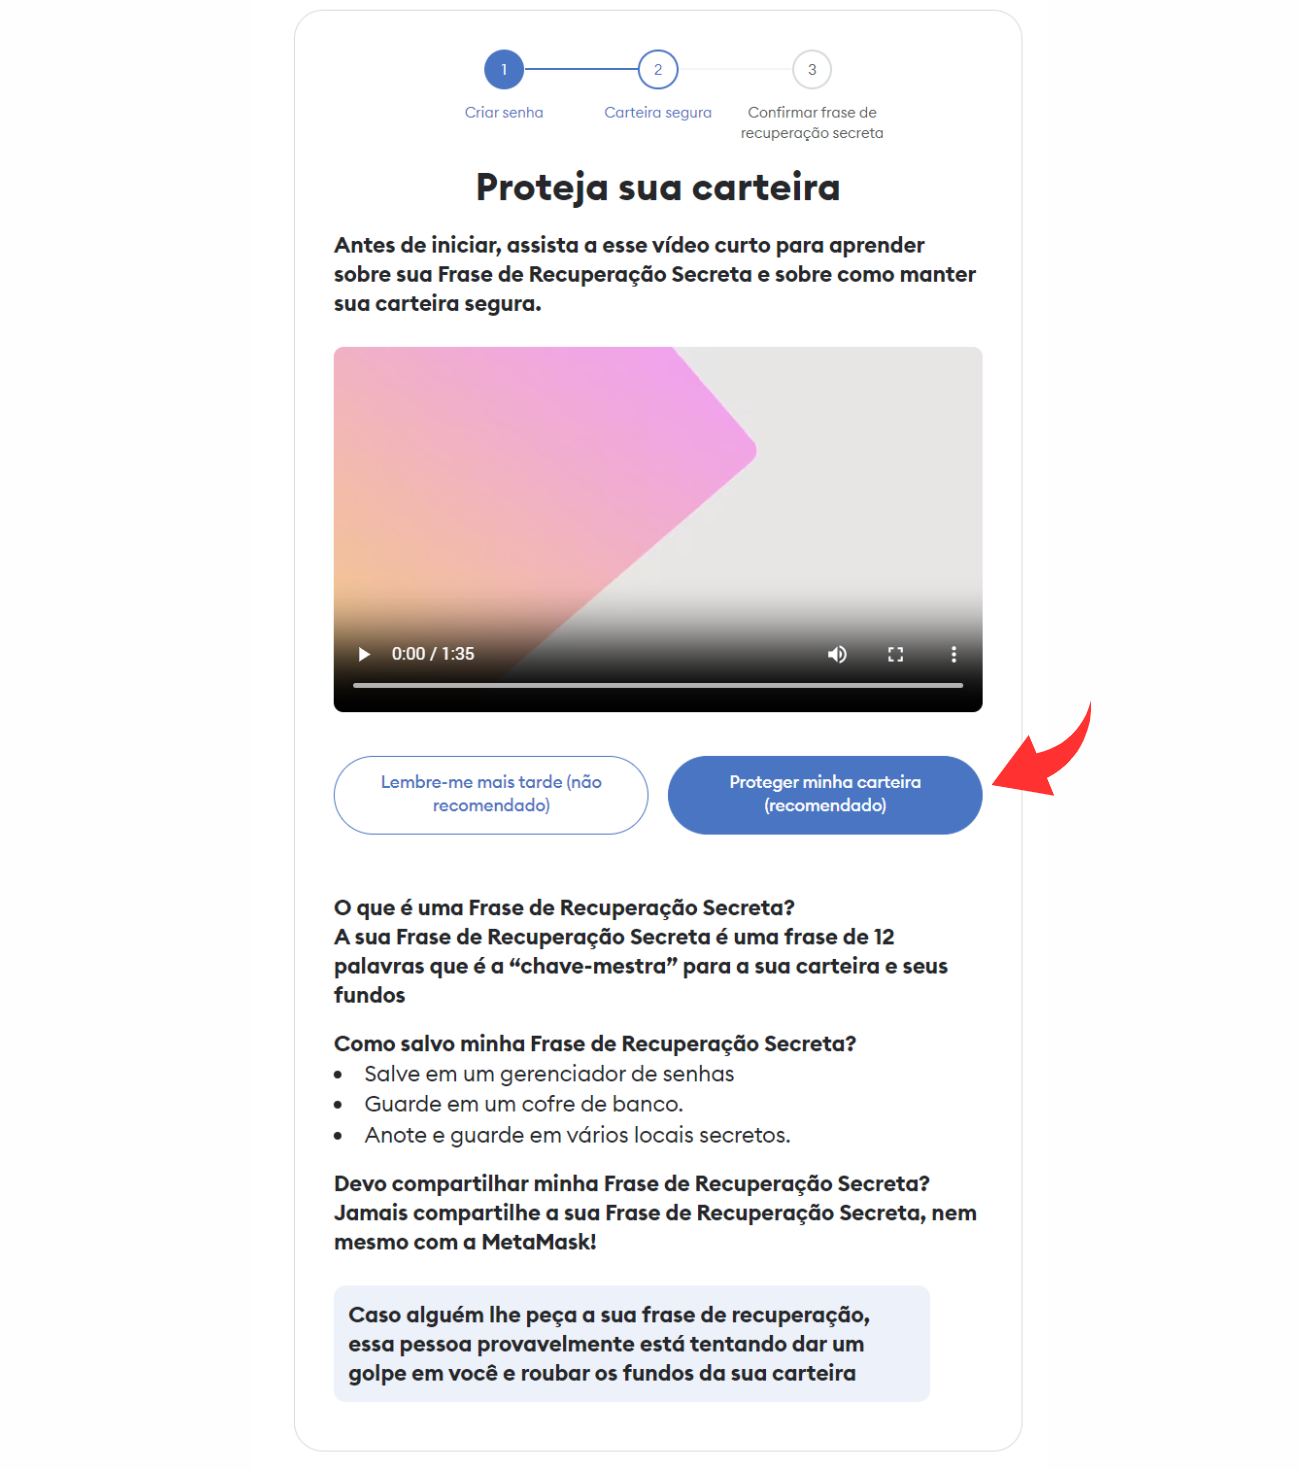 1
2
3
Criar senha
Carteira segura
Confirmar frase de
recuperação secreta
Proteja sua carteira
Antes de iniciar, assista a esse vídeo curto para aprender
sobre sua Frase de Recuperação Secreta e sobre como manter
sua carteira segura.
0:00 / 1:35
Lembre-me mais tarde (não
recomendado)
Proteger minha carteira
(recomendado)
O que é uma Frase de Recuperação Secreta?
A sua Frase de Recuperação Secreta é uma frase de 12
palavras que é a “chave-mestra” para a sua carteira e seus
fundos
Como salvo minha Frase de Recuperação Secreta?
• Salve em um gerenciador de senhas
• Guarde em um cofre de banco.
• Anote e guarde em vários locais secretos.
Devo compartilhar minha Frase de Recuperação Secreta?
Jamais compartilhe a sua Frase de Recuperação Secreta, nem
mesmo com a MetaMask!
Caso alguém lhe peça a sua frase de recuperação,
essa pessoa provavelmente está tentando dar um
golpe em você e roubar os fundos da sua carteira